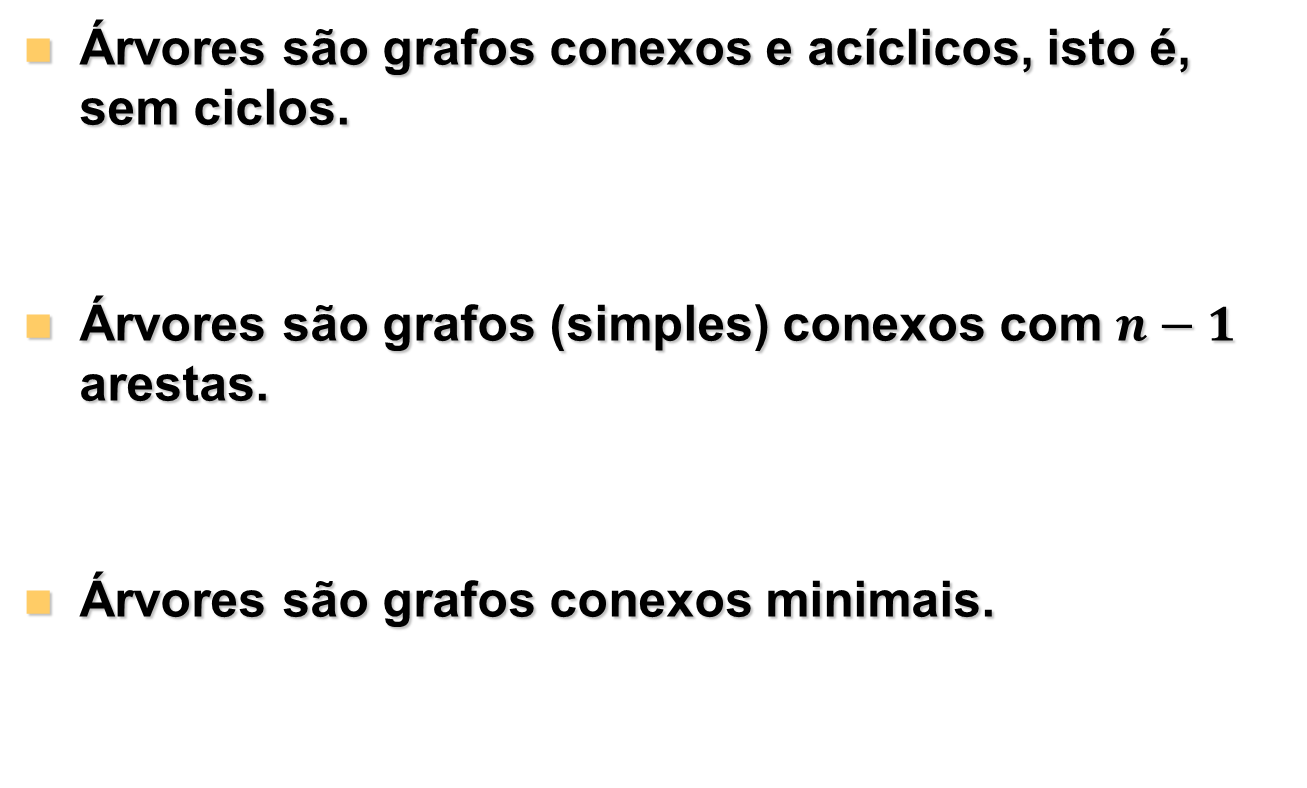 ■ Árvores são grafos conexos e acíclicos, isto é,
sem ciclos.
■ Árvores são grafos (simples) conexos com 𝒏 − 𝟏
arestas.
■ Árvores são grafos conexos minimais.